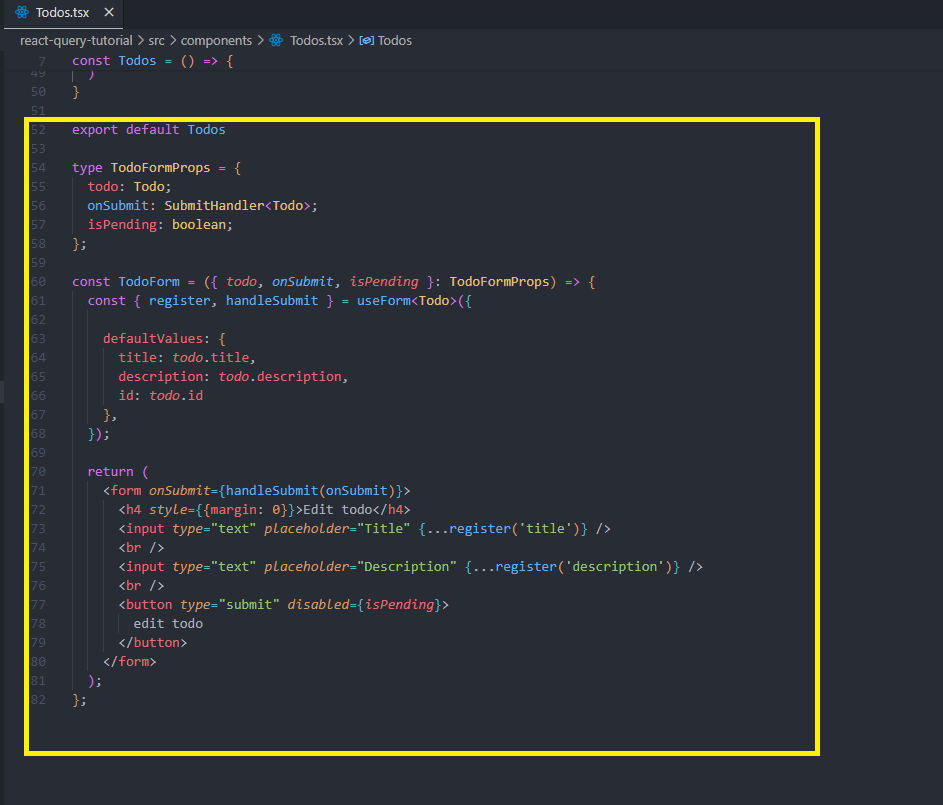 Todos.tsx ×
react-query-tutorial > src > components > Todos.tsx > Todos
7 const Todos = () => {
49 )
50 }
51
52 export default Todos
53
54 type TodoFormProps = {
55 todo: Todo;
56 onSubmit: SubmitHandler<Todo>;
57 isPending: boolean;
58 };
59
60 const TodoForm = ({ todo, onSubmit, isPending }: TodoFormProps) => {
61 const { register, handleSubmit } = useForm<Todo>({
62
63 defaultValues: {
64 title: todo.title,
65 description: todo.description,
66 id: todo.id
67 },
68 });
69
70 return (
71 <form onSubmit={handleSubmit(onSubmit)}>
72 <h4 style={{margin: 0}}>Edit todo</h4>
73 <input type="text" placeholder="Title" {...register('title')} />
74 <br />
75 <input type="text" placeholder="Description" {...register('description')} />
76 <br />
77 <button type="submit" disabled={isPending}>
78 edit todo
79 </button>
80 </form>
81 );
82 };